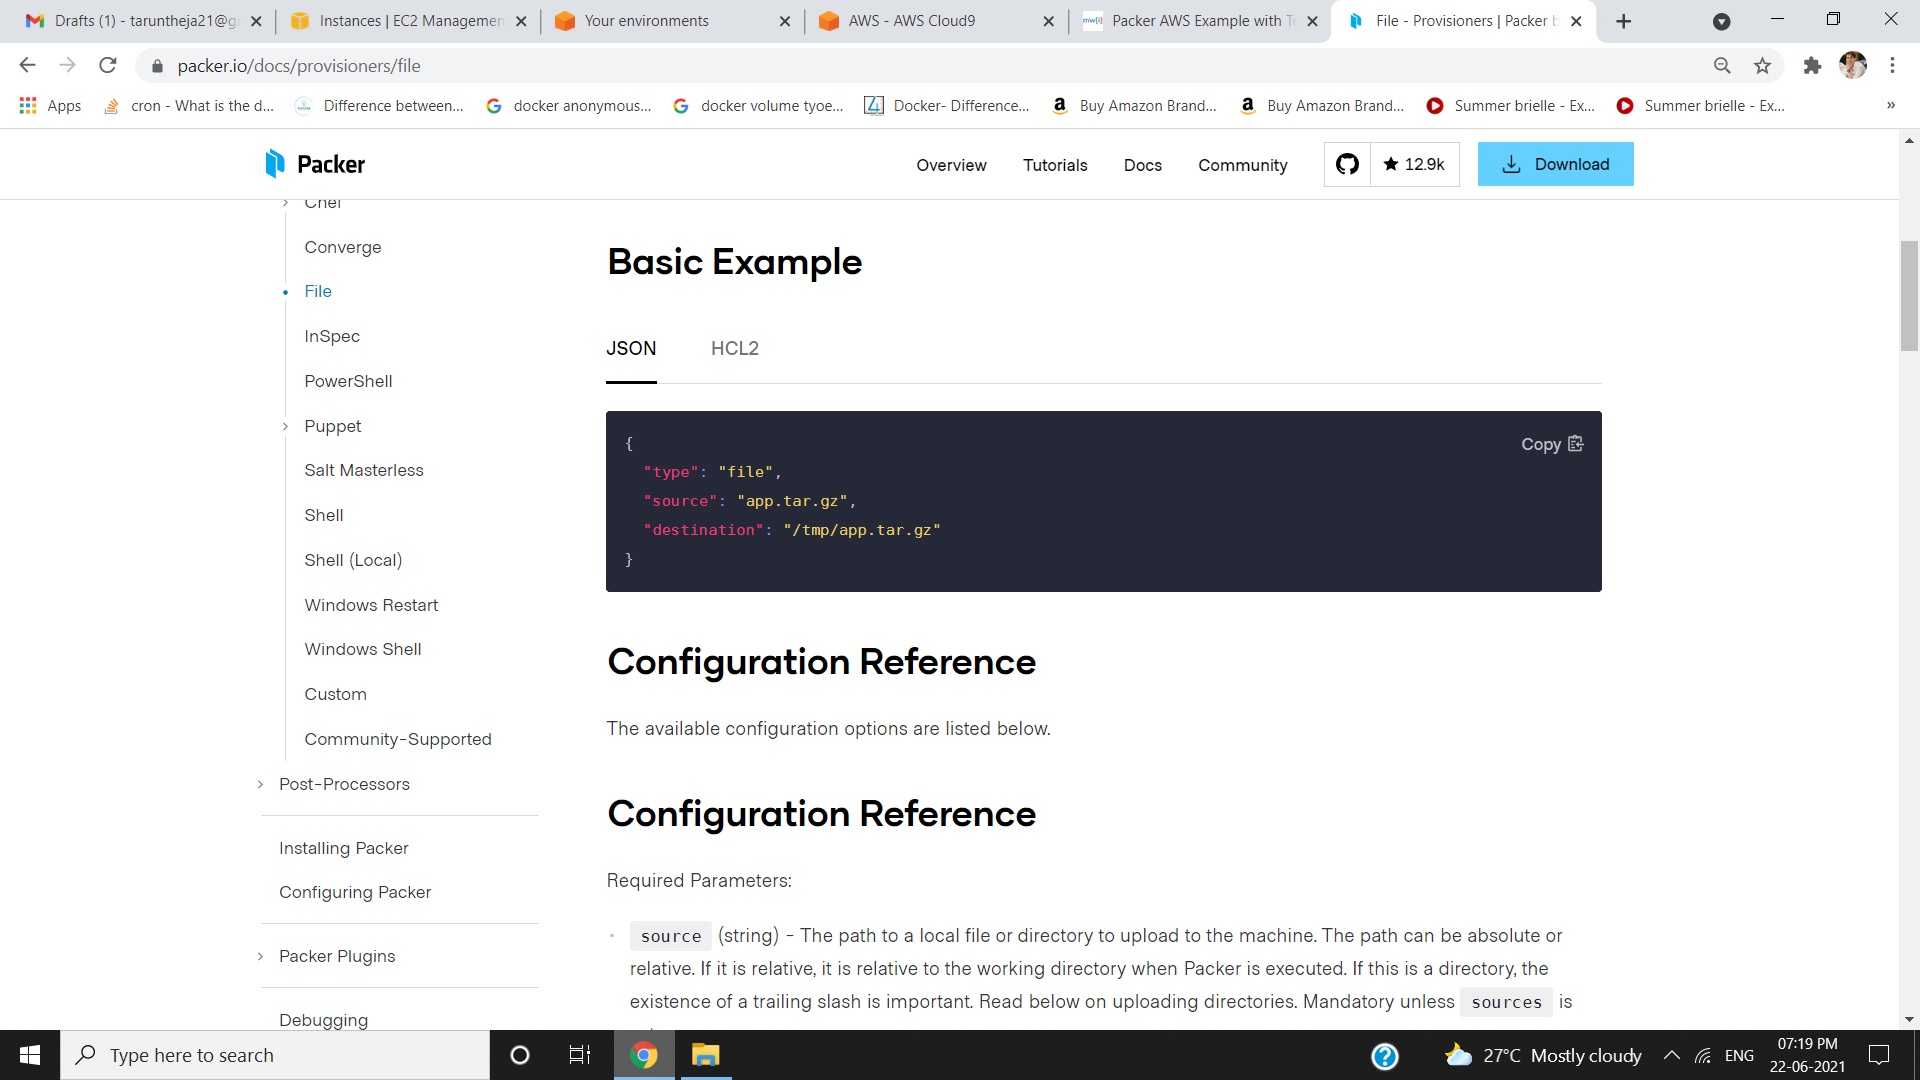 Drafts (1) - taruntheja21@g
Instances | EC2 Managemen
Your environments
AWS - AWS Cloud9
Packer AWS Example with Te
File - Provisioners | Packer b
packer.io/docs/provisioners/file
Apps
cron - What is the d...
Difference between...
docker anonymous...
docker volume tyoe...
Docker- Difference...
Buy Amazon Brand...
Buy Amazon Brand...
Summer brielle - Ex...
Summer brielle - Ex...
»
Packer
Overview
Tutorials
Docs
Community
12.9k
Download
Chef
Converge
File
InSpec
PowerShell
Puppet
Salt Masterless
Shell
Shell (Local)
Windows Restart
Windows Shell
Custom
Community-Supported
Post-Processors
Installing Packer
Configuring Packer
Packer Plugins
Debugging
Basic Example
JSON
HCL2
Copy
{
"type": "file",
"source": "app.tar.gz",
"destination": "/tmp/app.tar.gz"
}
Configuration Reference
The available configuration options are listed below.
Configuration Reference
Required Parameters:
source (string) - The path to a local file or directory to upload to the machine. The path can be absolute or
relative. If it is relative, it is relative to the working directory when Packer is executed. If this is a directory, the
existence of a trailing slash is important. Read below on uploading directories. Mandatory unless sources is
Type here to search
27°C Mostly cloudy
ENG
07:19 PM
22-06-2021